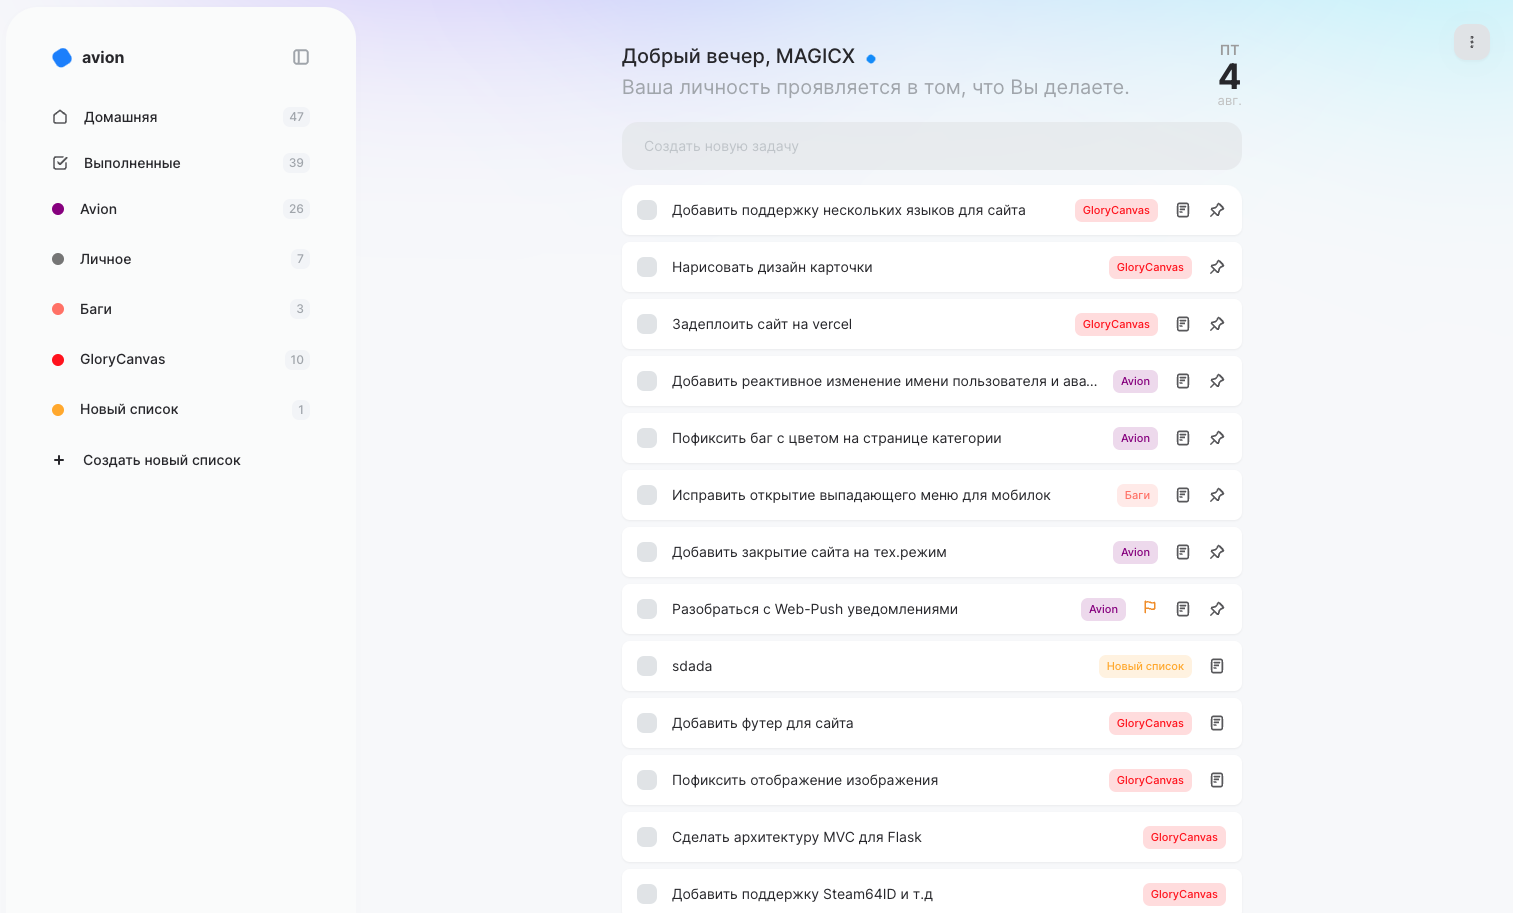 avion
Домашняя 47
Выполненные 39
Avion 26
Личное 7
Баги 3
GloryCanvas 10
Новый список 1
Создать новый список
Добрый вечер, MAGICX
Ваша личность проявляется в том, что Вы делаете.
ПТ
4
авг.
Создать новую задачу
Добавить поддержку нескольких языков для сайта GloryCanvas
Нарисовать дизайн карточки GloryCanvas
Задеплоить сайт на vercel GloryCanvas
Добавить реактивное изменение имени пользователя и ава... Avion
Пофиксить баг с цветом на странице категории Avion
Исправить открытие выпадающего меню для мобилок Баги
Добавить закрытие сайта на тех.режим Avion
Разобраться с Web-Push уведомлениями Avion
sdada Новый список
Добавить футер для сайта GloryCanvas
Пофиксить отображение изображения GloryCanvas
Сделать архитектуру MVC для Flask GloryCanvas
Добавить поддержку Steam64ID и т.д GloryCanvas